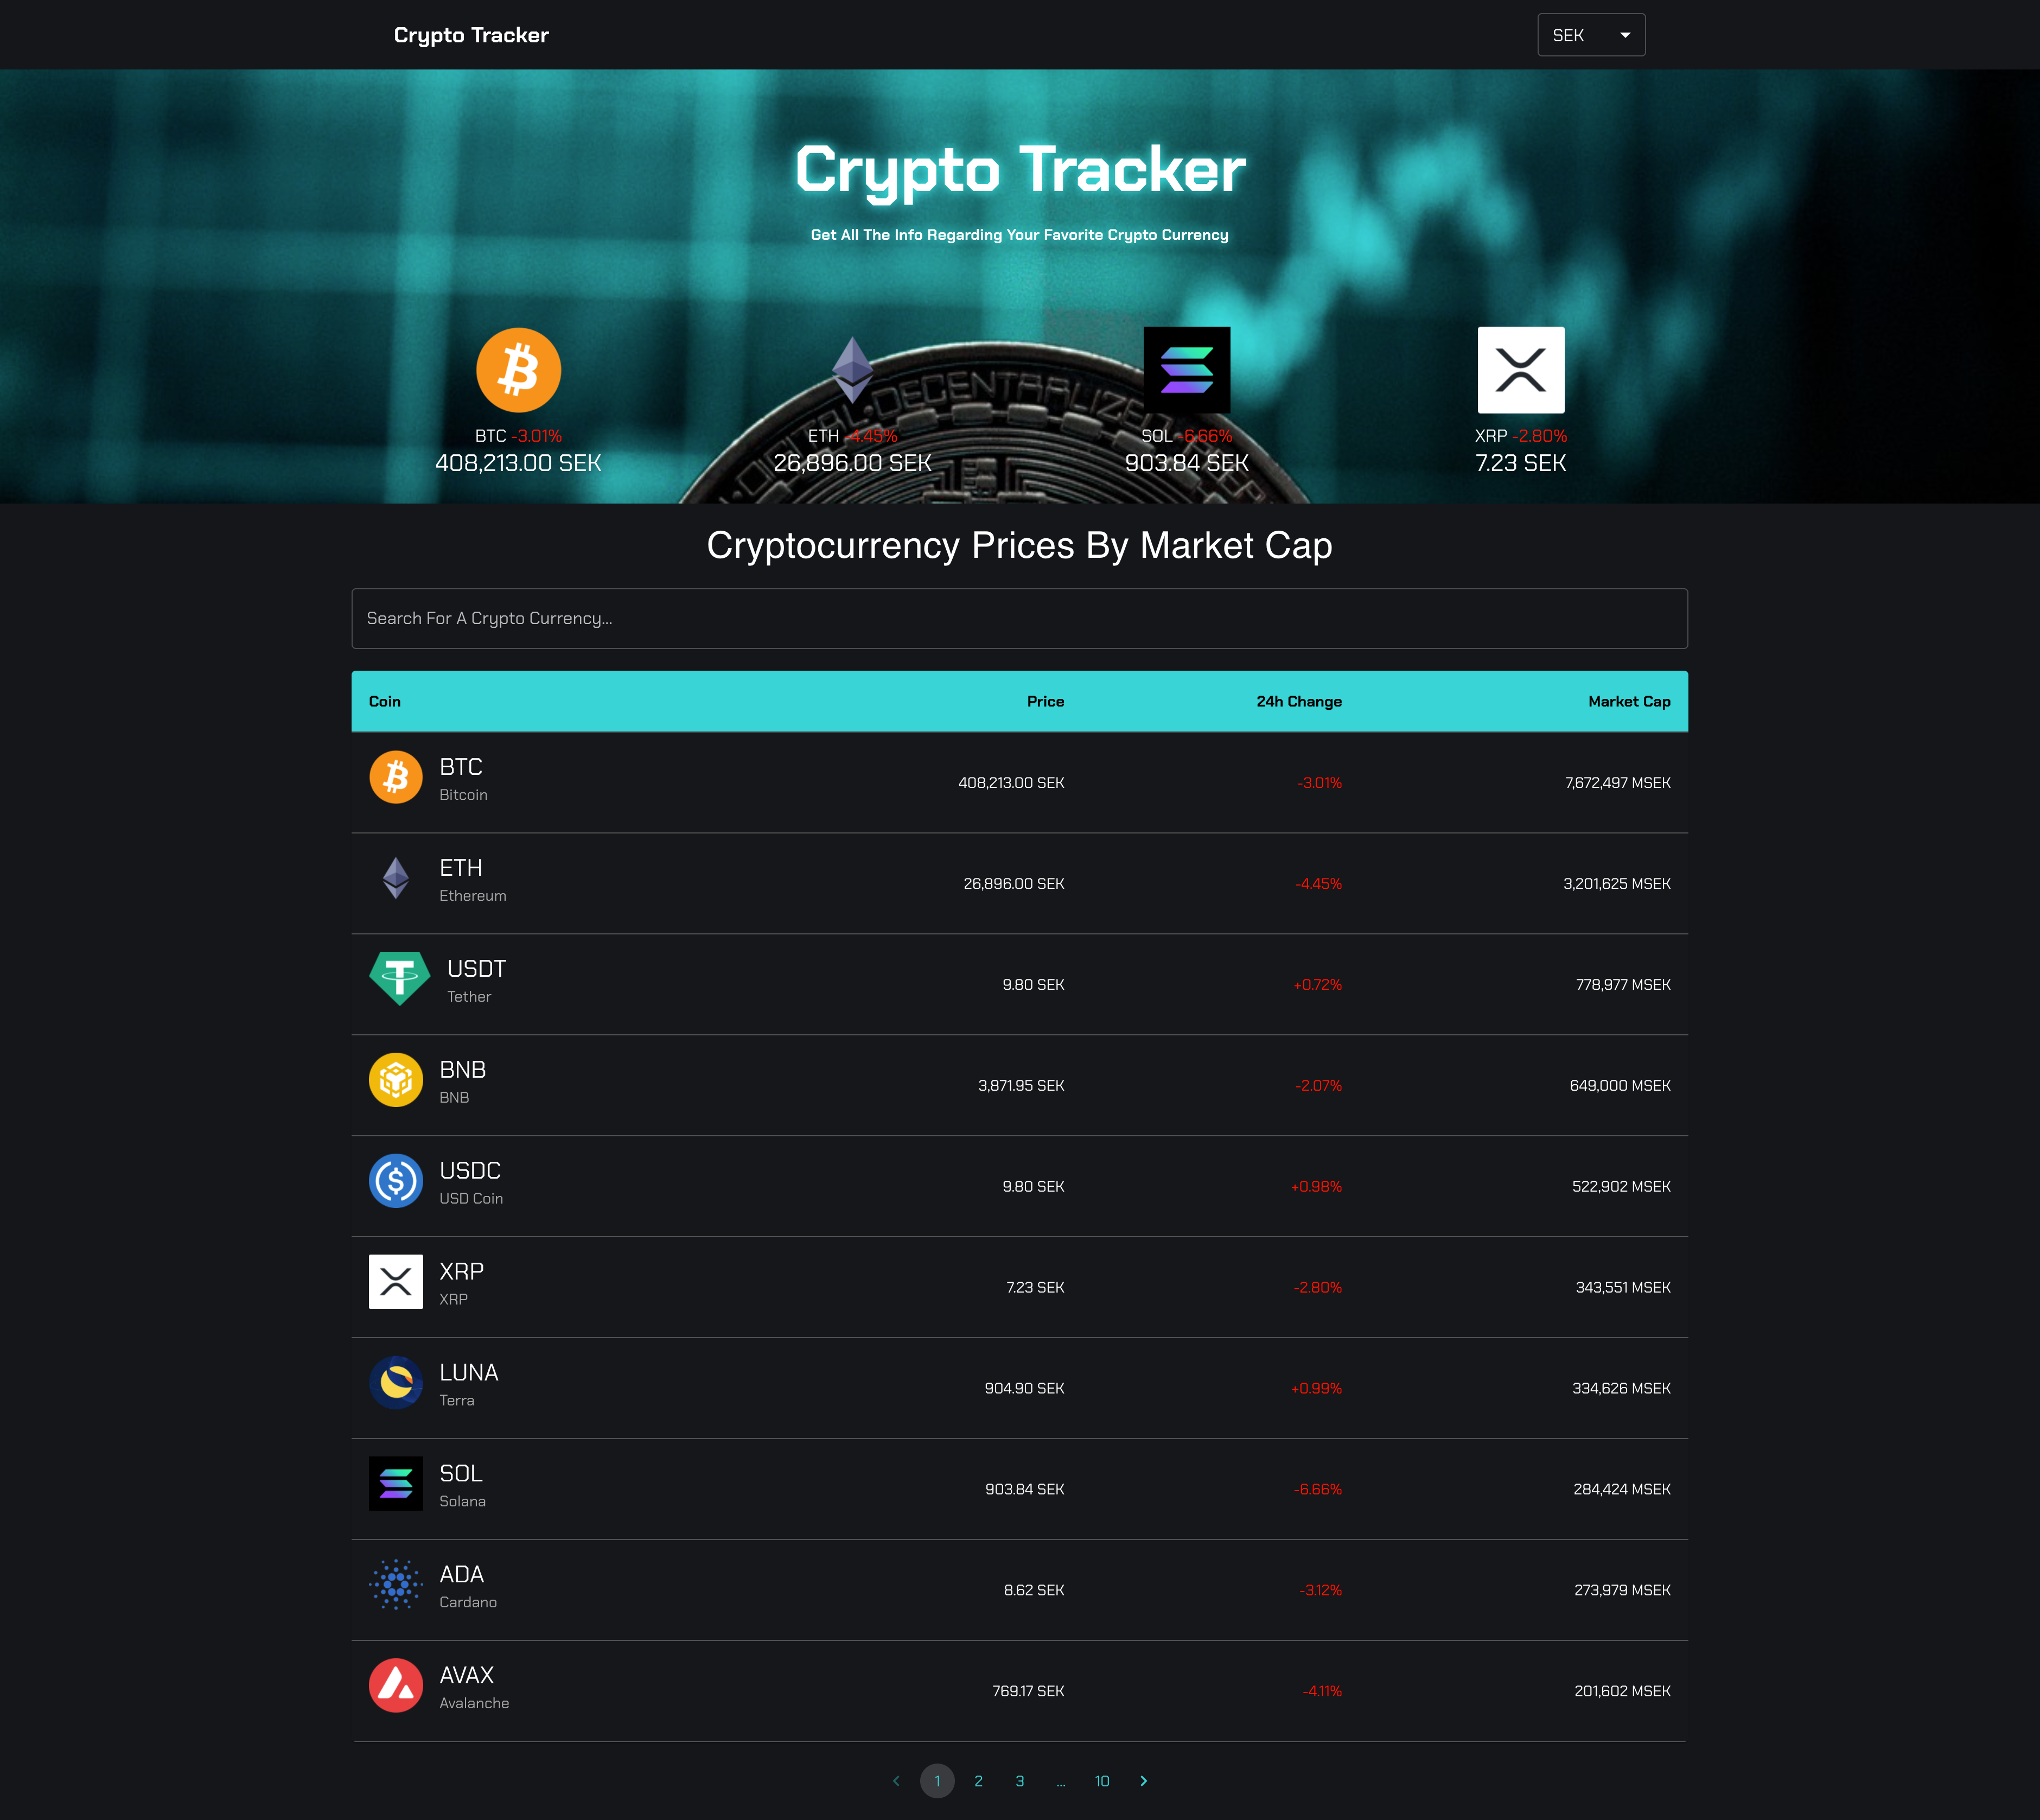 Crypto Tracker
SEK
Crypto Tracker
Get All The Info Regarding Your Favorite Crypto Currency
DECENTRALIZE
BTC -3.01%
408,213.00 SEK
ETH -4.45%
26,896.00 SEK
SOL -6.66%
903.84 SEK
XRP -2.80%
7.23 SEK
Cryptocurrency Prices By Market Cap
Search For A Crypto Currency...
Coin Price 24h Change Market Cap
BTC
Bitcoin
408,213.00 SEK -3.01% 7,672,497 MSEK
ETH
Ethereum
26,896.00 SEK -4.45% 3,201,625 MSEK
USDT
Tether
9.80 SEK +0.72% 778,977 MSEK
BNB
BNB
3,871.95 SEK -2.07% 649,000 MSEK
USDC
USD Coin
9.80 SEK +0.98% 522,902 MSEK
XRP
XRP
7.23 SEK -2.80% 343,551 MSEK
LUNA
Terra
904.90 SEK +0.99% 334,626 MSEK
SOL
Solana
903.84 SEK -6.66% 284,424 MSEK
ADA
Cardano
8.62 SEK -3.12% 273,979 MSEK
AVAX
Avalanche
769.17 SEK -4.11% 201,602 MSEK
1 2 3 ... 10